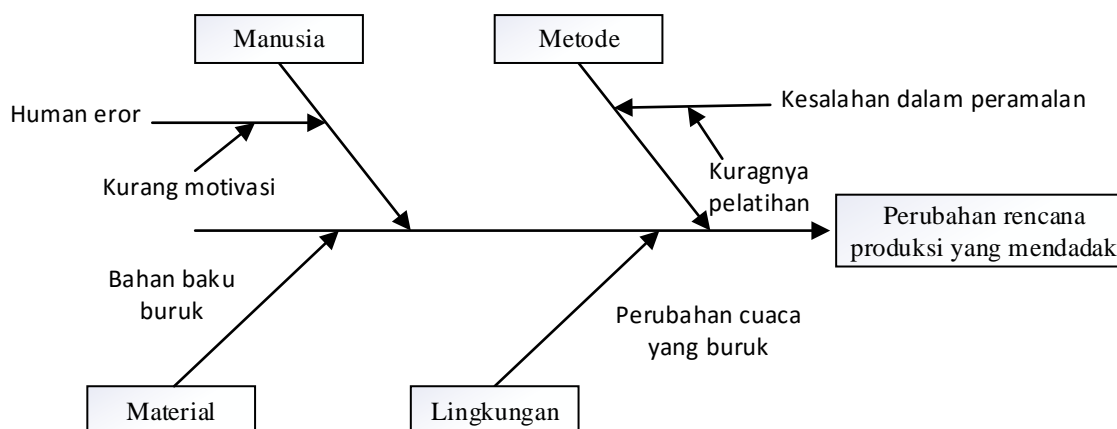 Manusia
Metode
Human eror
Kesalahan dalam peramalan
Kurang motivasi
Kuragnya
pelatihan
Perubahan rencana
produksi yang mendadak
Bahan baku
buruk
Perubahan cuaca
yang buruk
Material
Lingkungan